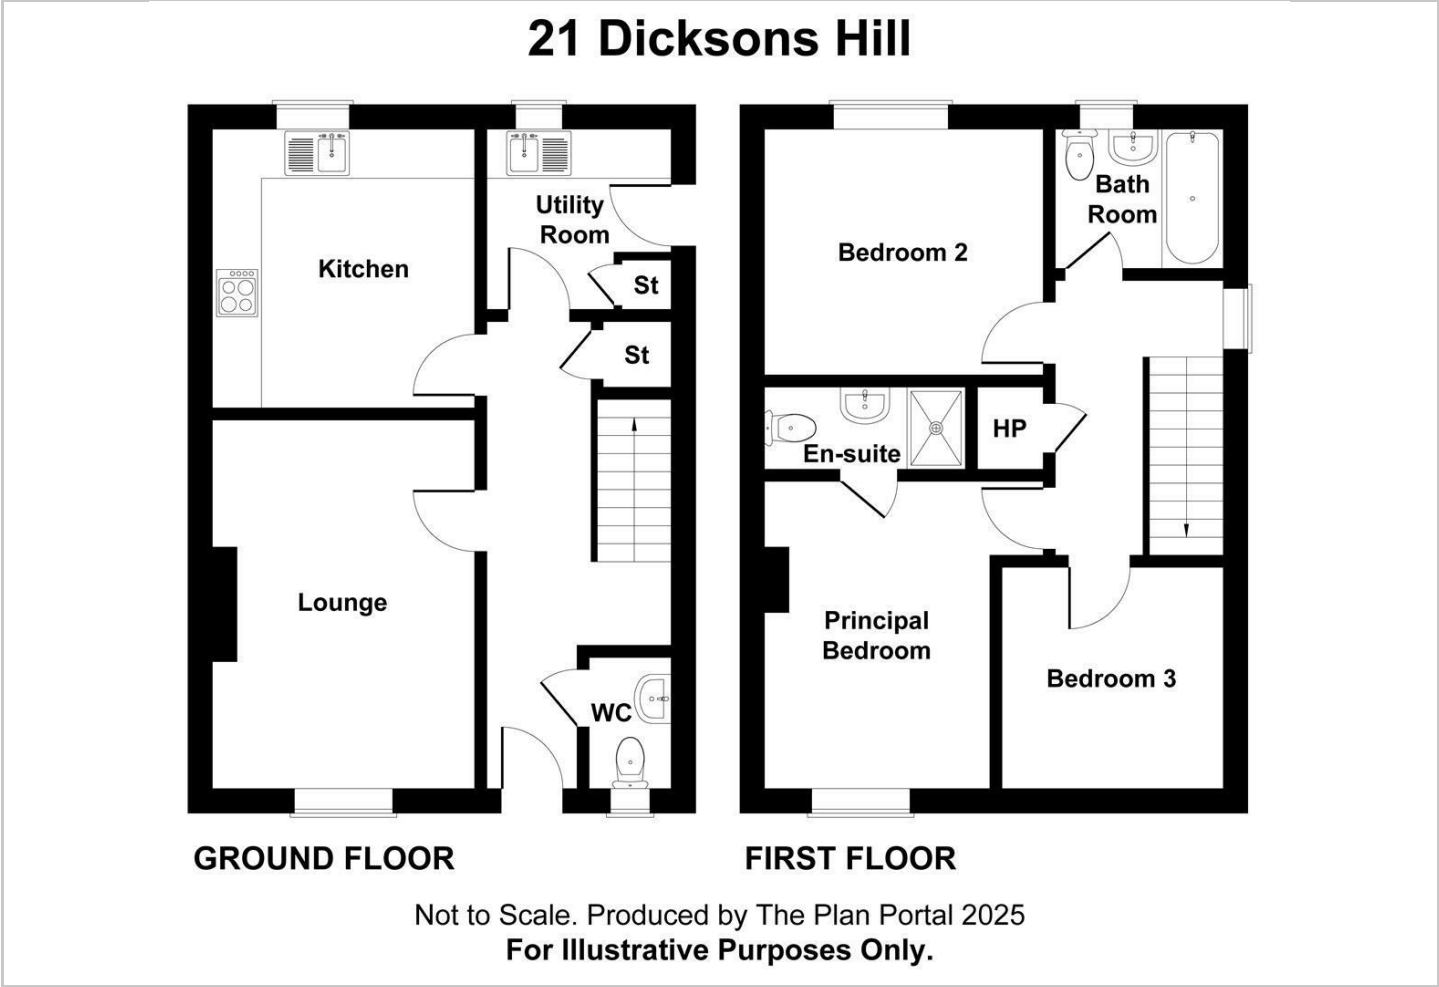 21 Dicksons Hill
Kitchen
Utility
Room
St
St
Lounge
WC
GROUND FLOOR
Bedroom 2
Bath
Room
En-suite
HP
Principal
Bedroom
Bedroom 3
FIRST FLOOR
Not to Scale. Produced by The Plan Portal 2025
For Illustrative Purposes Only.